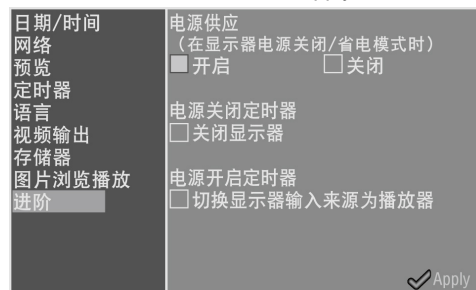 日期/时间
网络
预览
定时器
语言
视频输出
存储器
图片浏览播放
进阶
电源供应
（在显示器电源关闭/省电模式时）
开启 关闭
电源关闭定时器
关闭显示器
电源开启定时器
切换显示器输入来源为播放器
Apply